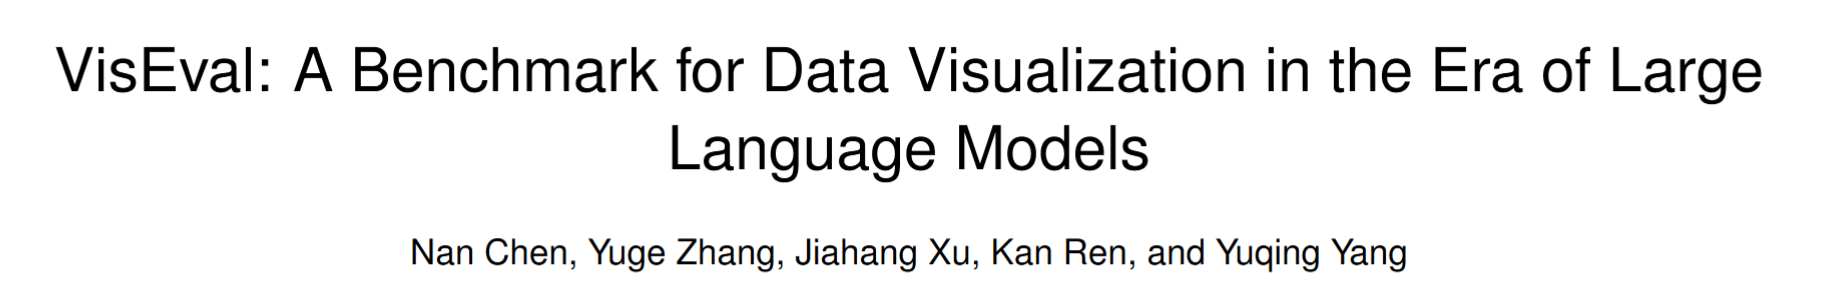 VisEval: A Benchmark for Data Visualization in the Era of Large
Language Models
Nan Chen, Yuge Zhang, Jiahang Xu, Kan Ren, and Yuqing Yang